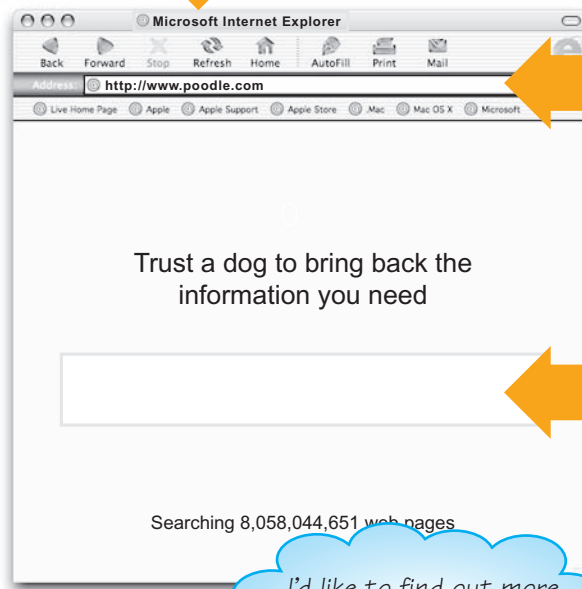 Microsoft Internet Explorer
Back Forward Stop Refresh Home AutoFill Print Mail
Address: http://www.poodle.com
Live Home Page Apple Apple Support Apple Store .Mac Mac OS X Microsoft
Trust a dog to bring back the
information you need
Searching 8,058,044,651 web pages
I'd like to find out more